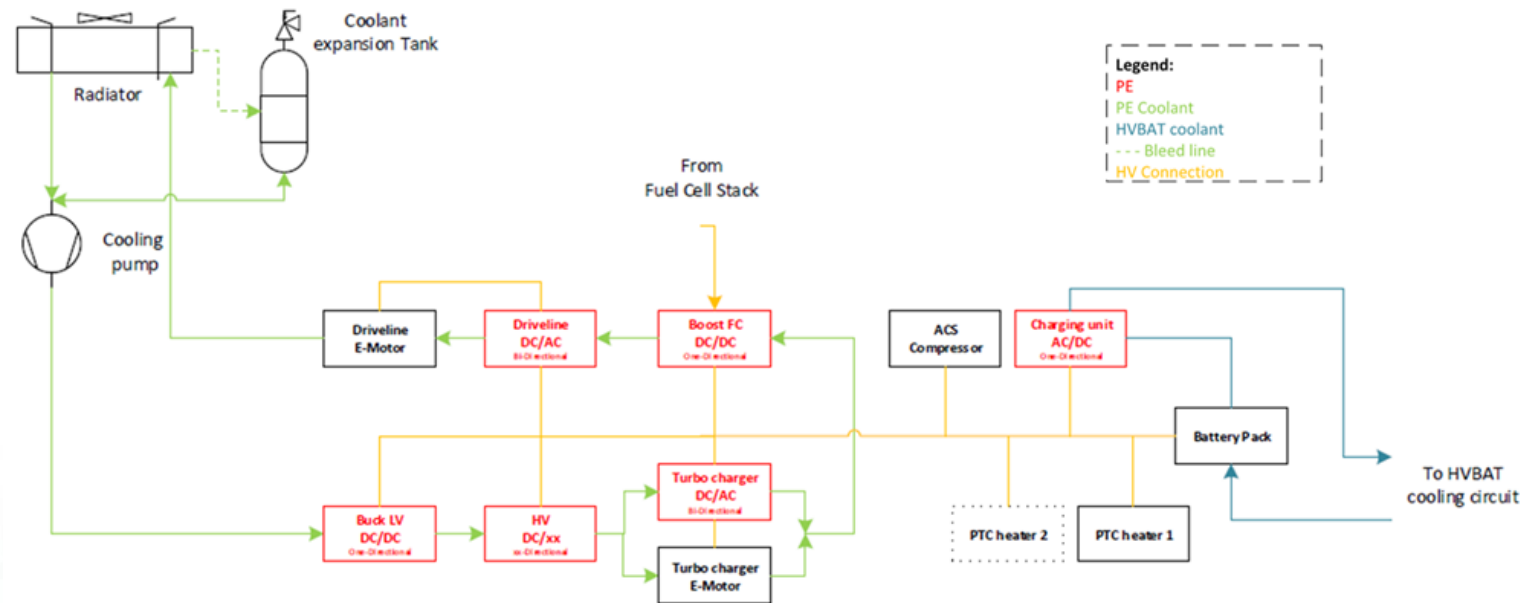 Coolant
expansion Tank
Radiator
Legend:
PE
PE Coolant
HVBAT coolant
--- Bleed line
HV Connection
From
Fuel Cell Stack
Cooling
pump
Driveline
E-Motor
Driveline
DC/AC
Bi-Directional
Boost FC
DC/DC
One-Directional
ACS
Compressor
Charging unit
AC/DC
One-Directional
Battery Pack
To HVBAT
cooling circuit
Buck LV
DC/DC
One-Directional
HV
DC/xx
xx-Directional
Turbo charger
DC/AC
Bi-Directional
Turbo charger
E-Motor
PTC heater 2
PTC heater 1